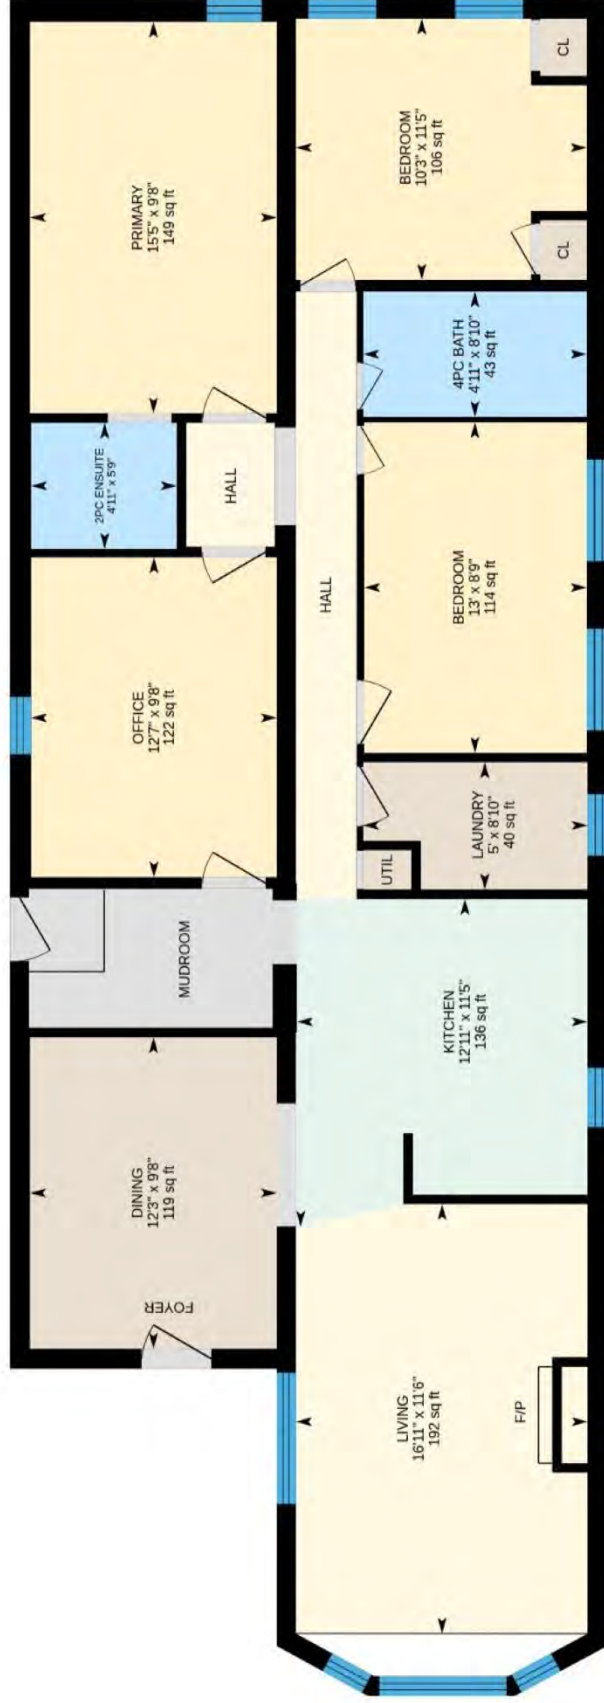 PRIMARY
15'5" x 9'8"
149 sq ft
BEDROOM
10'3" x 11'5"
106 sq ft
CL
CL
4PC BATH
4'11" x 8'10"
43 sq ft
2PC ENSUITE
4'11" x 5'9"
HALL
HALL
BEDROOM
13' x 8'9"
114 sq ft
OFFICE
12'7" x 9'8"
122 sq ft
LAUNDRY
5' x 8'10"
40 sq ft
UTIL
MUDROOM
KITCHEN
12'11" x 11'5"
136 sq ft
DINING
12'3" x 9'8"
119 sq ft
FOYER
LIVING
16'11" x 11'6"
192 sq ft
F/P